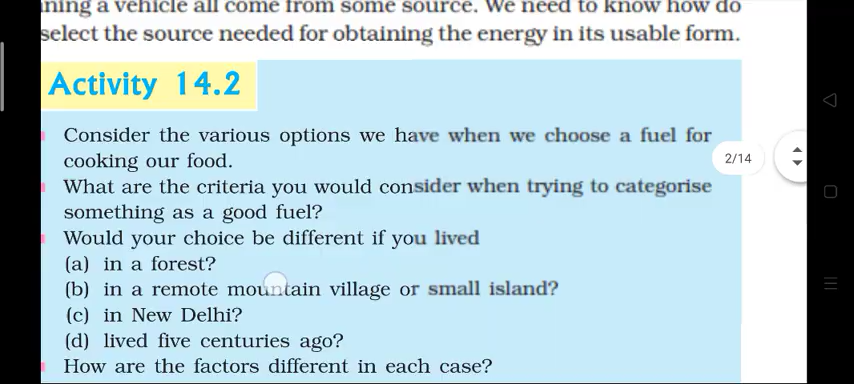 ning a vehicle all come from some source. We need to know how do
select the source needed for obtaining the energy in its usable form.
Activity 14.2
Consider the various options we have when we choose a fuel for
cooking our food.
2/14
What are the criteria you would consider when trying to categorise
something as a good fuel?
Would your choice be different if you lived
(a) in a forest?
(b) in a remote mountain village or small island?
(c) in New Delhi?
(d) lived five centuries ago?
How are the factors different in each case?